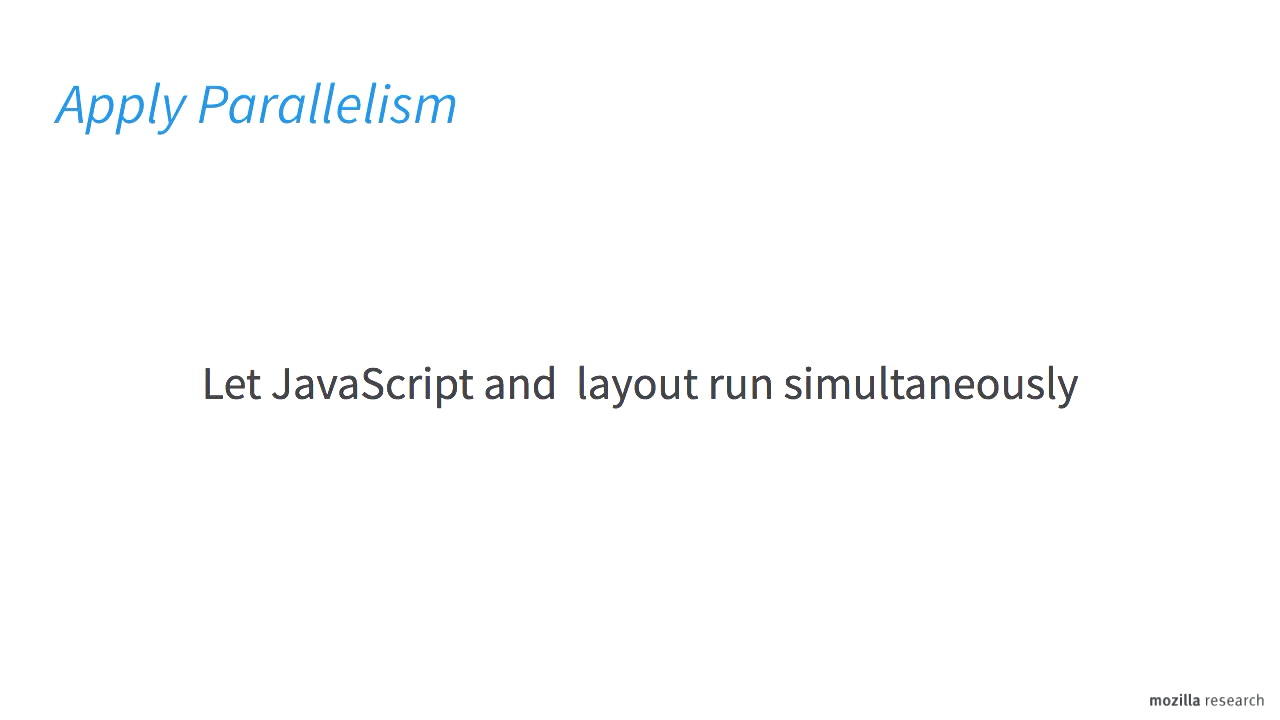 Apply Parallelism
Let JavaScript and  layout run simultaneously
mozilla research